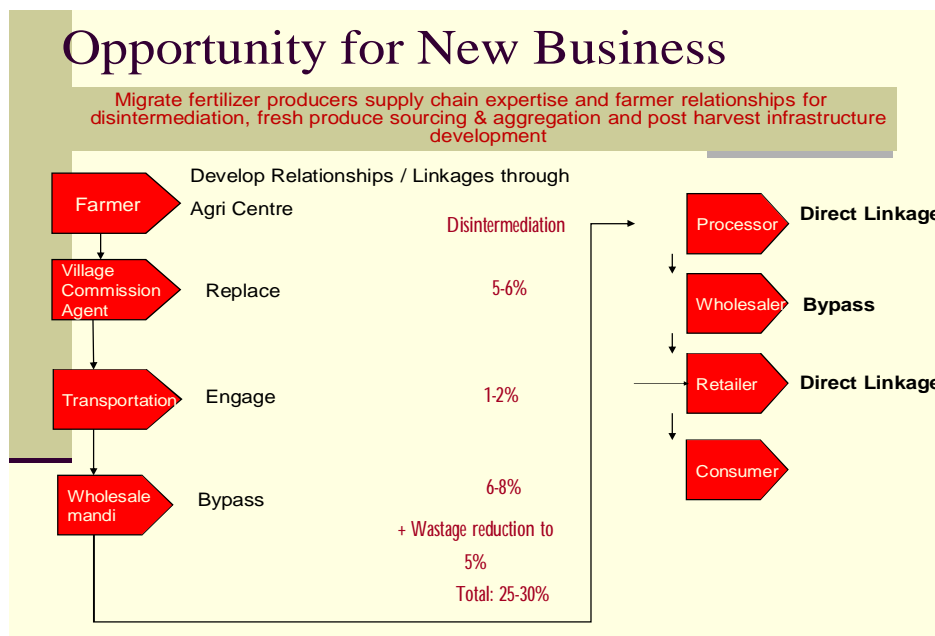 Opportunity for New Business
Migrate fertilizer producers supply chain expertise and farmer relationships for
disintermediation, fresh produce sourcing & aggregation and post harvest infrastructure
development
Develop Relationships / Linkages through
Agri Centre
Farmer
Disintermediation
Village
Commission
Agent
Replace
5-6%
Transportation
Engage
1-2%
Wholesale
mandi
Bypass
6-8%
+ Wastage reduction to
5%
Total: 25-30%
Processor
Direct Linkage
Wholesaler
Bypass
Retailer
Direct Linkage
Consumer